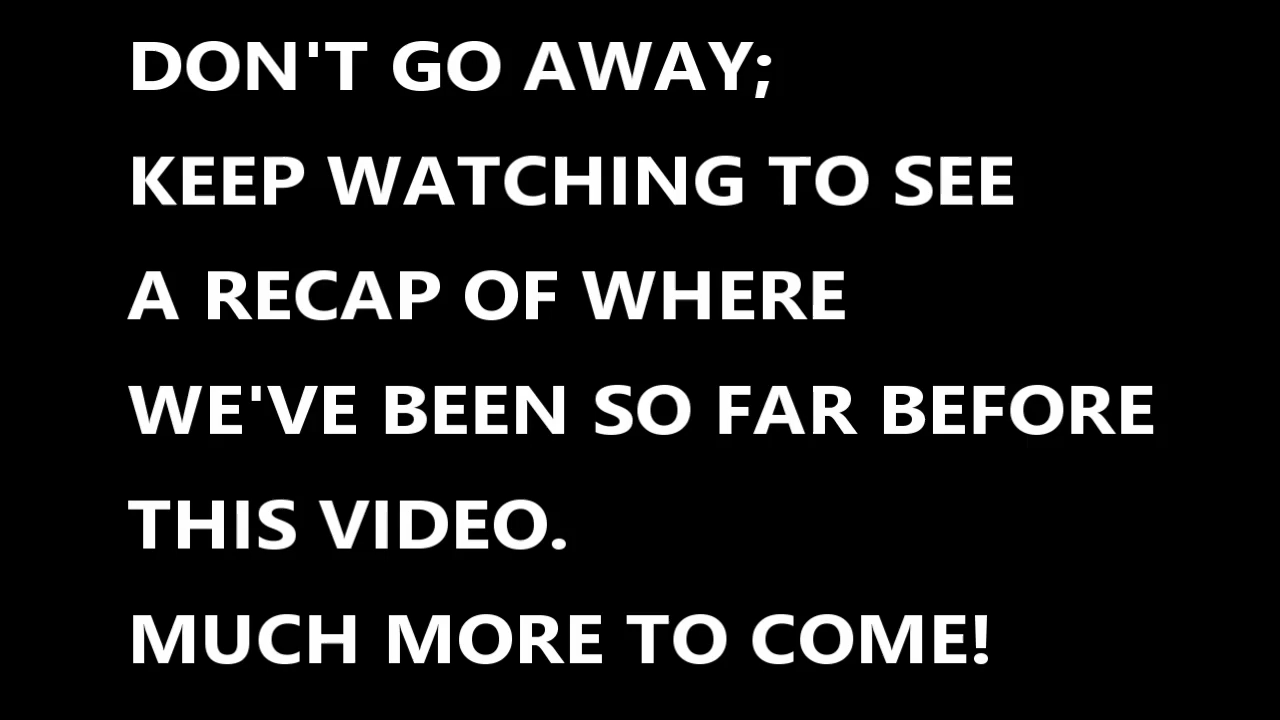 DON'T GO AWAY;
KEEP WATCHING TO SEE
A RECAP OF WHERE
WE'VE BEEN SO FAR BEFORE
THIS VIDEO.
MUCH MORE TO COME!